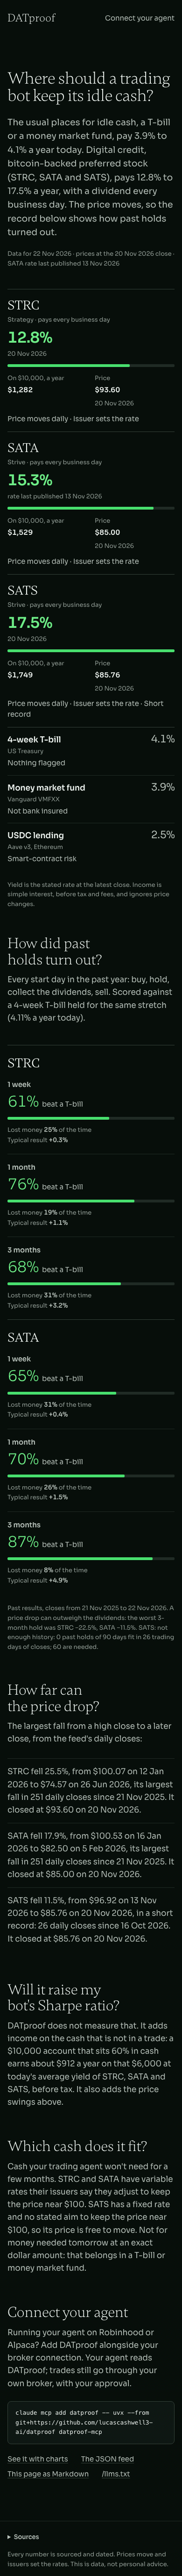 DATproof
Connect your agent
Where should a trading
bot keep its idle cash?
The usual places for idle cash, a T-bill
or a money market fund, pay 3.9% to
4.1% a year today. Digital credit,
bitcoin-backed preferred stock
(STRC, SATA and SATS), pays 12.8% to
17.5% a year, with a dividend every
business day. The price moves, so the
record below shows how past holds
turned out.
Data for 22 Nov 2026 · prices at the 20 Nov 2026 close ·
SATA rate last published 13 Nov 2026
STRC
Strategy · pays every business day
12.8%
20 Nov 2026
On $10,000, a year
Price
$1,282
$93.60
20 Nov 2026
Price moves daily · Issuer sets the rate
SATA
Strive · pays every business day
15.3%
rate last published 13 Nov 2026
On $10,000, a year
Price
$1,529
$85.00
20 Nov 2026
Price moves daily · Issuer sets the rate
SATS
Strive · pays every business day
17.5%
20 Nov 2026
On $10,000, a year
Price
$1,749
$85.76
20 Nov 2026
Price moves daily · Issuer sets the rate · Short
record
4-week T-bill
4.1%
US Treasury
Nothing flagged
Money market fund
3.9%
Vanguard VMFXX
Not bank insured
USDC lending
2.5%
Aave v3, Ethereum
Smart-contract risk
Yield is the stated rate at the latest close. Income is
simple interest, before tax and fees, and ignores price
changes.
How did past
holds turn out?
Every start day in the past year: buy, hold,
collect the dividends, sell. Scored against
a 4-week T-bill held for the same stretch
(4.11% a year today).
STRC
1 week
61% beat a T-bill
Lost money 25% of the time
Typical result +0.3%
1 month
76% beat a T-bill
Lost money 19% of the time
Typical result +1.1%
3 months
68% beat a T-bill
Lost money 31% of the time
Typical result +3.2%
SATA
1 week
65% beat a T-bill
Lost money 31% of the time
Typical result +0.4%
1 month
70% beat a T-bill
Lost money 26% of the time
Typical result +1.5%
3 months
87% beat a T-bill
Lost money 8% of the time
Typical result +4.9%
Past results, closes from 21 Nov 2025 to 22 Nov 2026. A
price drop can outweigh the dividends: the worst 3-
month hold was STRC −22.5%, SATA −11.5%. SATS: not
enough history: 0 past holds of 90 days fit in 26 trading
days of closes; 60 are needed.
How far can
the price drop?
The largest fall from a high close to a later
close, from the feed's daily closes:
STRC fell 25.5%, from $100.07 on 12 Jan
2026 to $74.57 on 26 Jun 2026, its largest
fall in 251 daily closes since 21 Nov 2025. It
closed at $93.60 on 20 Nov 2026.
SATA fell 17.9%, from $100.53 on 16 Jan
2026 to $82.50 on 5 Feb 2026, its largest
fall in 251 daily closes since 21 Nov 2025. It
closed at $85.00 on 20 Nov 2026.
SATS fell 11.5%, from $96.92 on 13 Nov
2026 to $85.76 on 20 Nov 2026, in a short
record: 26 daily closes since 16 Oct 2026.
It closed at $85.76 on 20 Nov 2026.
Will it raise my
bot's Sharpe ratio?
DATproof does not measure that. It adds
income on the cash that is not in a trade: a
$10,000 account that sits 60% in cash
earns about $912 a year on that $6,000 at
today's average yield of STRC, SATA and
SATS, before tax. It also adds the price
swings above.
Which cash does it fit?
Cash your trading agent won't need for a
few months. STRC and SATA have variable
rates their issuers say they adjust to keep
the price near $100. SATS has a fixed rate
and no stated aim to keep the price near
$100, so its price is free to move. Not for
money needed tomorrow at an exact
dollar amount: that belongs in a T-bill or
money market fund.
Connect your agent
Running your agent on Robinhood or
Alpaca? Add DATproof alongside your
broker connection. Your agent reads
DATproof; trades still go through your
own broker, with your approval.
claude mcp add datproof -- uvx --from
git+https://github.com/lucascashwell3-
ai/datproof datproof-mcp
See it with charts
The JSON feed
This page as Markdown
/llms.txt
Sources
Every number is sourced and dated. Prices move and
issuers set the rates. This is data, not personal advice.